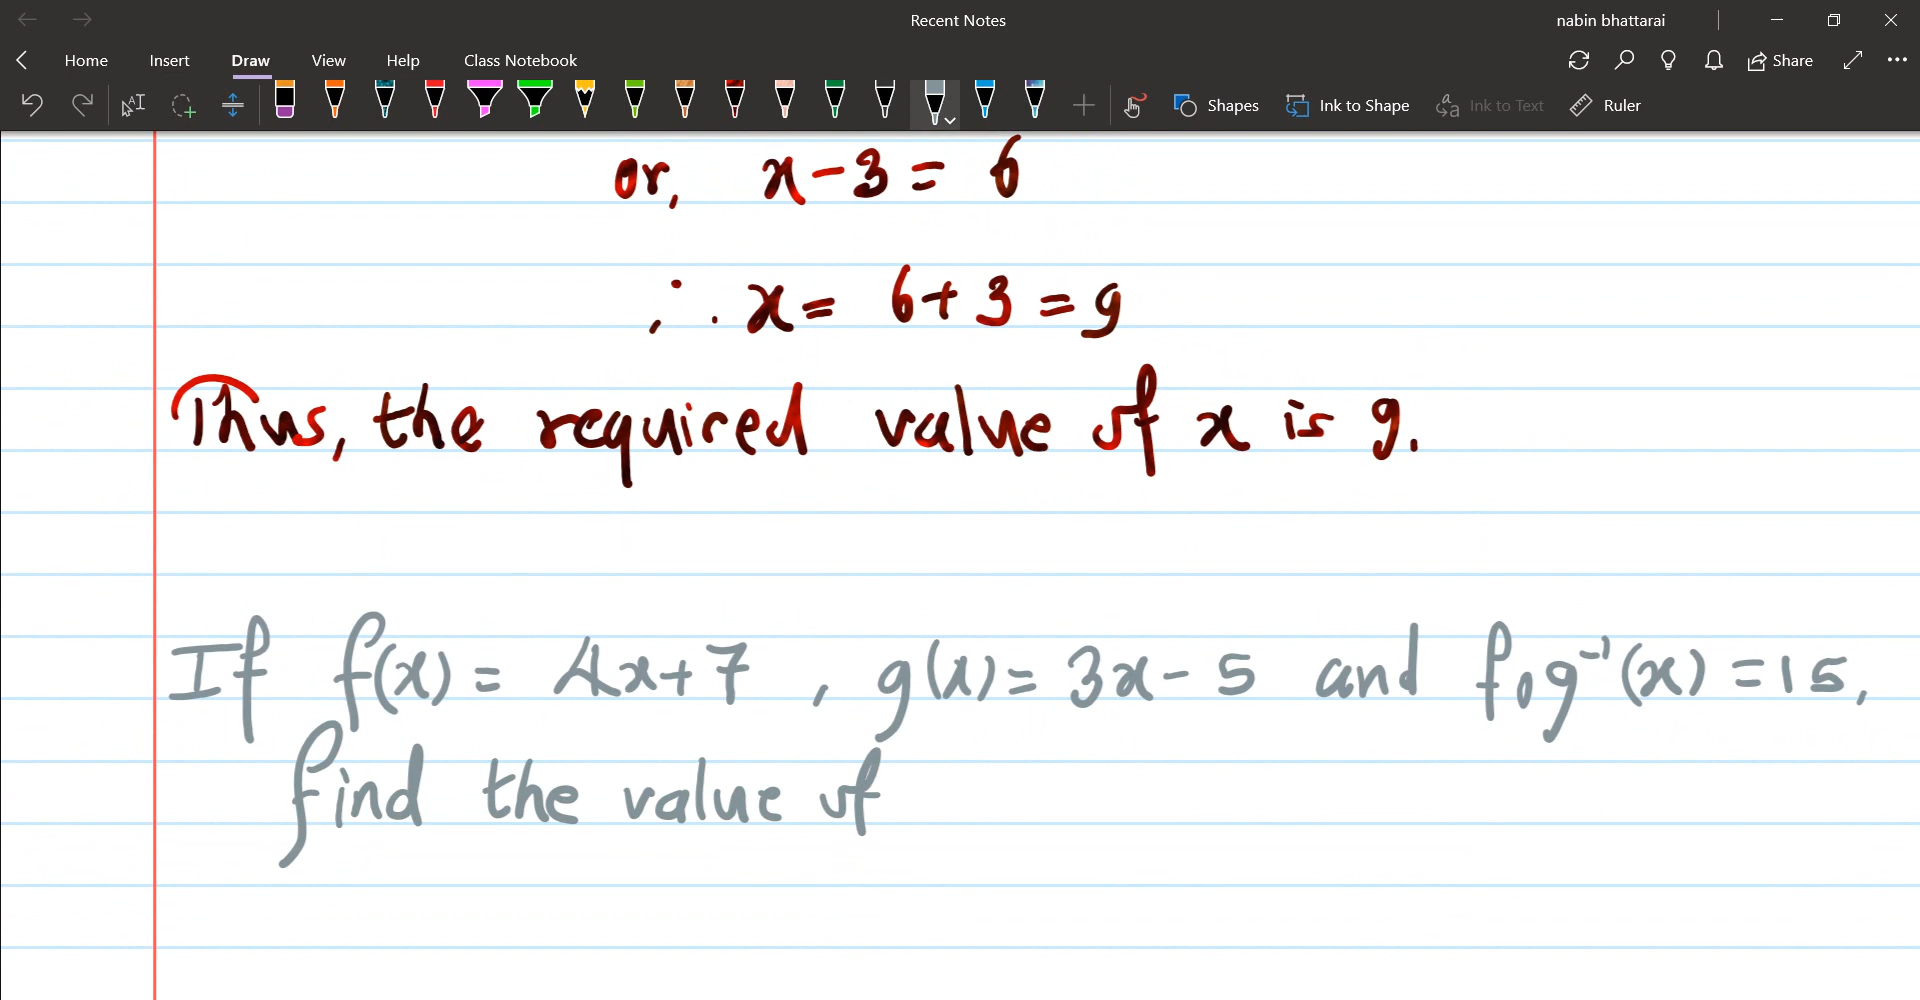 Recent Notes
nabin bhattarai
Home Insert Draw View Help Class Notebook
Share
Shapes Ink to Shape Ink to Text Ruler
or, x-3 = 6
∴ x = 6+3 = 9
Thus, the required value of x is 9.
If f(x) = 4x+7 , g(x) = 3x-5 and fog⁻¹(x) = 15,
find the value of